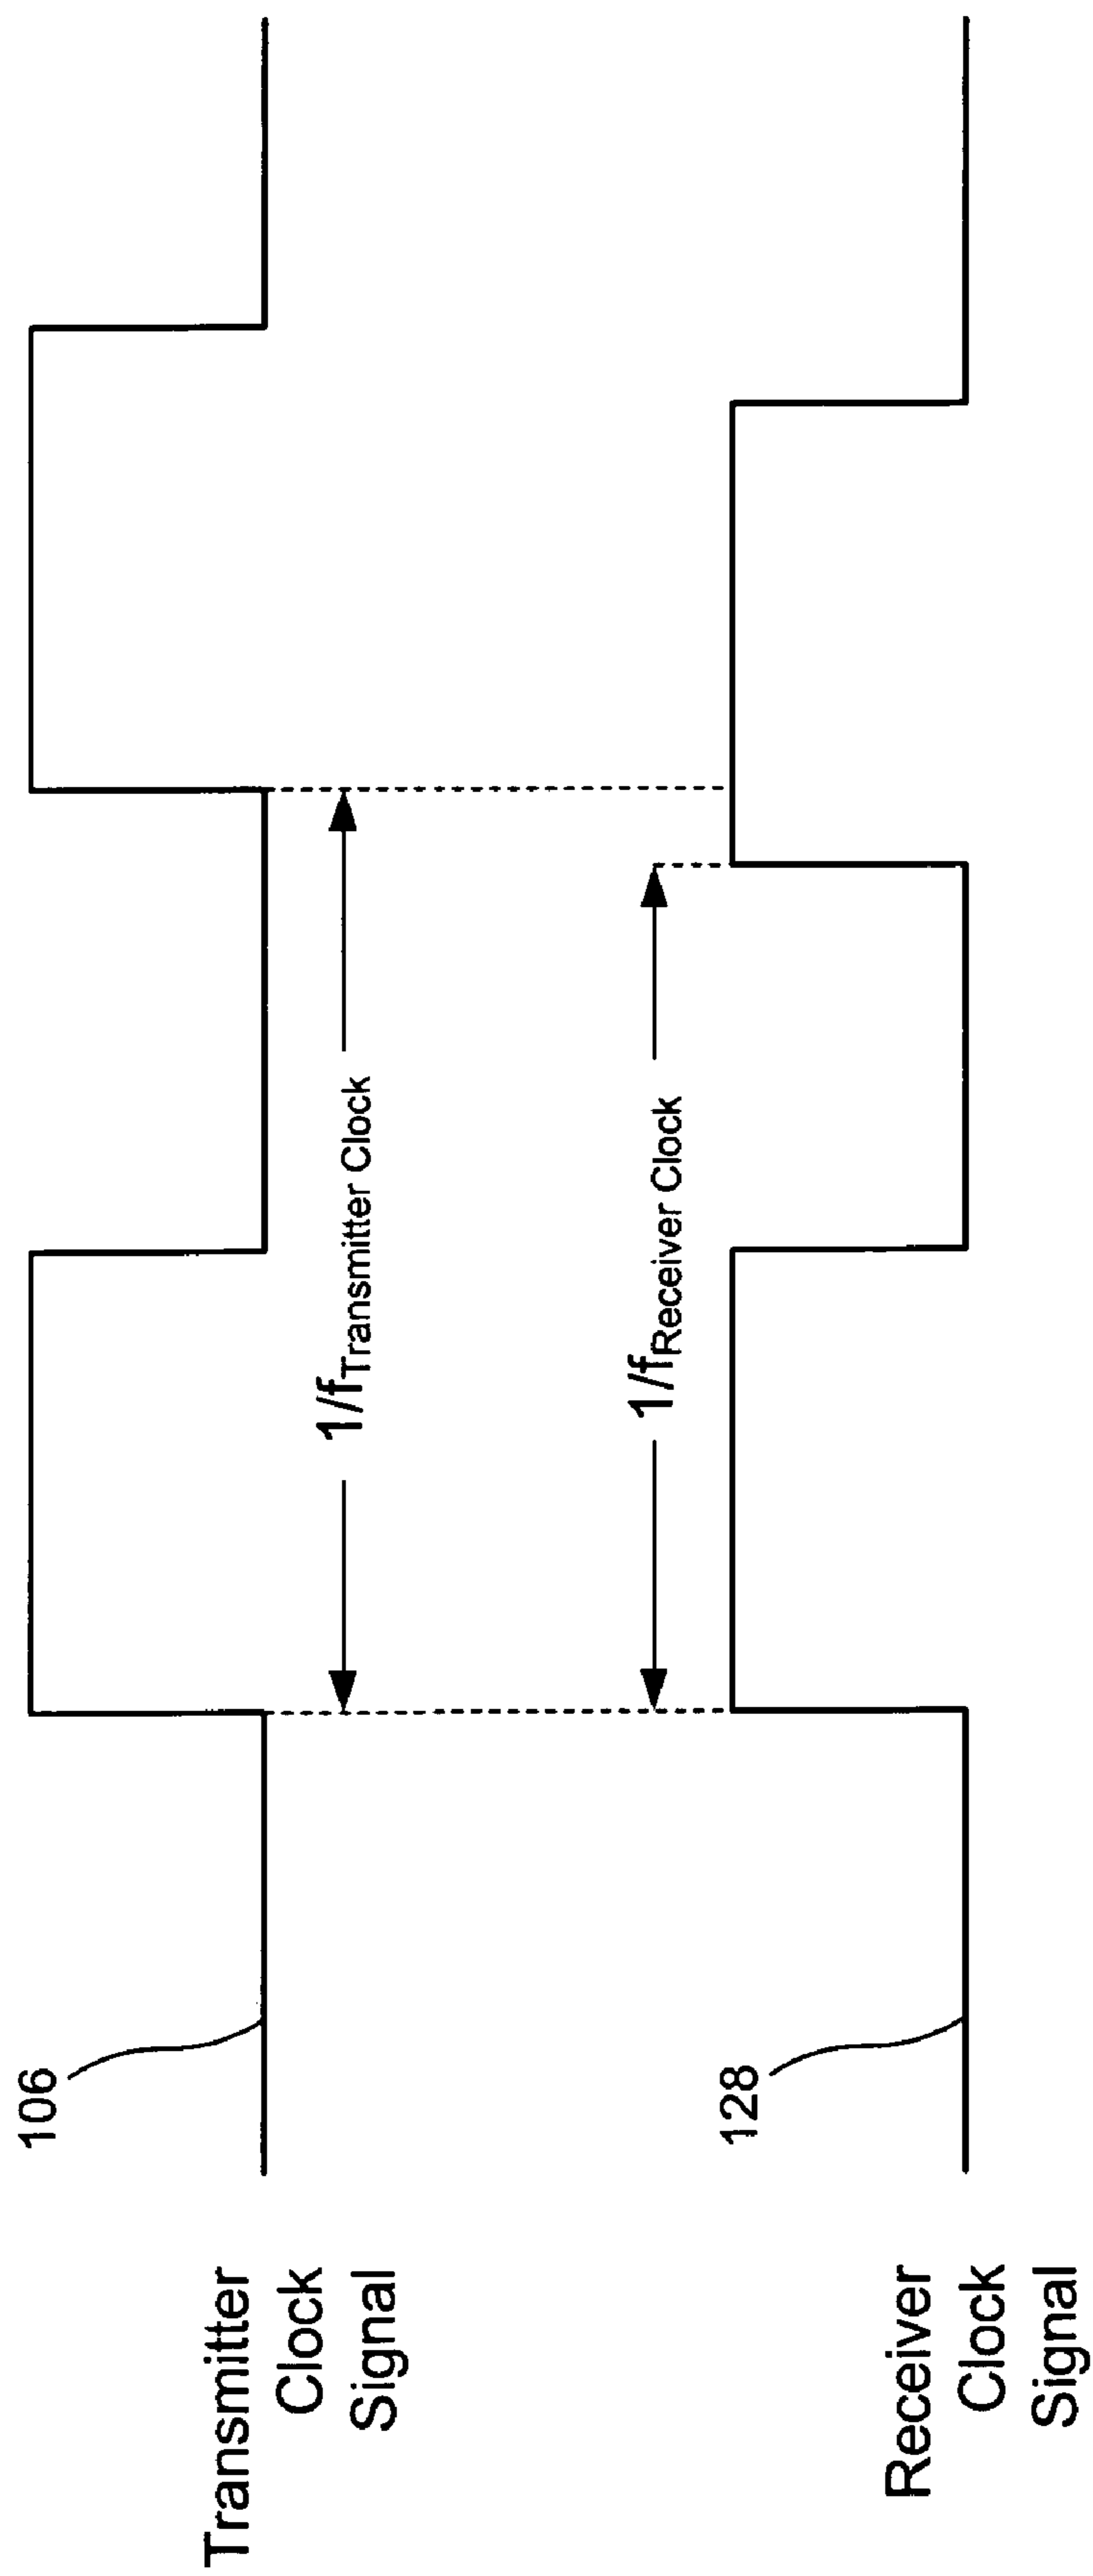 106
Transmitter
Clock
Signal
1/fTransmitter Clock
1/fReceiver Clock
128
Receiver
Clock
Signal